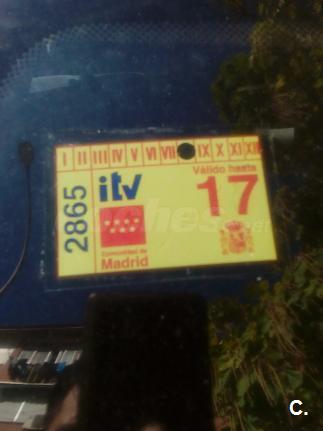 I II III IV V VI VII IX X XI XII
2865
itv
Válido hasta
17
Comunidad de
Madrid
C.